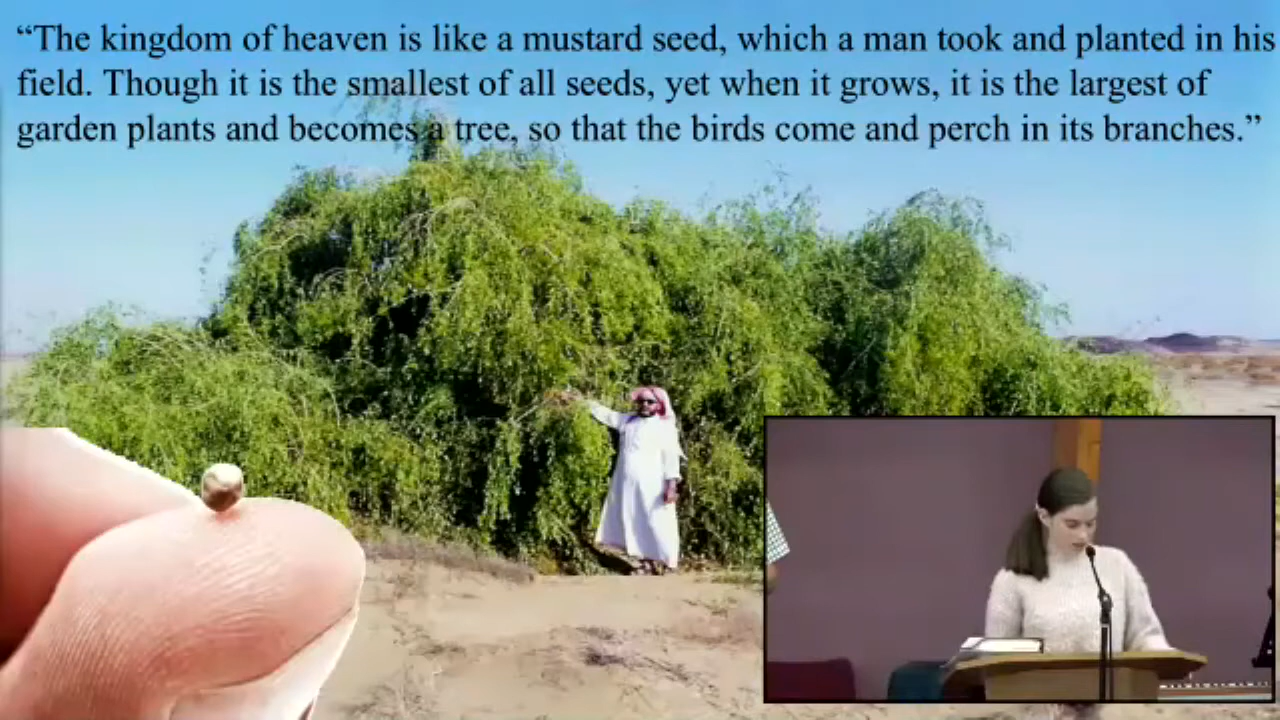 “The kingdom of heaven is like a mustard seed, which a man took and planted in his
field. Though it is the smallest of all seeds, yet when it grows, it is the largest of
garden plants and becomes a tree, so that the birds come and perch in its branches.”